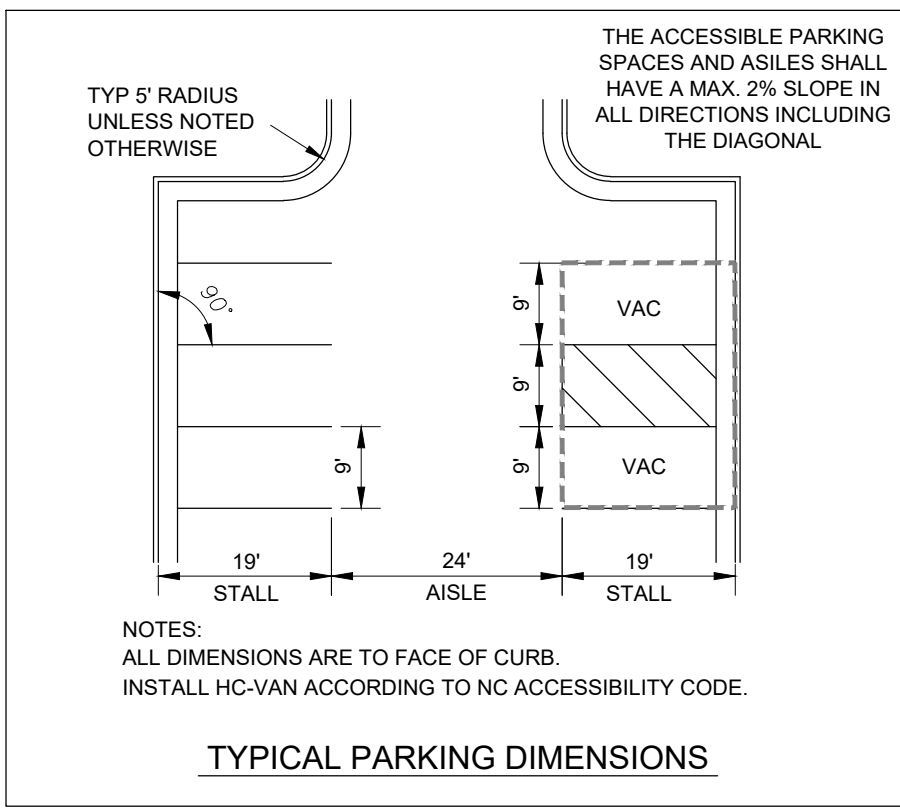 THE ACCESSIBLE PARKING
SPACES AND ASILES SHALL
HAVE A MAX. 2% SLOPE IN
ALL DIRECTIONS INCLUDING
THE DIAGONAL
TYP 5' RADIUS
UNLESS NOTED
OTHERWISE
90°
9'
VAC
9'
9'
9'
VAC
19'
24'
19'
STALL
AISLE
STALL
NOTES:
ALL DIMENSIONS ARE TO FACE OF CURB.
INSTALL HC-VAN ACCORDING TO NC ACCESSIBILITY CODE.
TYPICAL PARKING DIMENSIONS